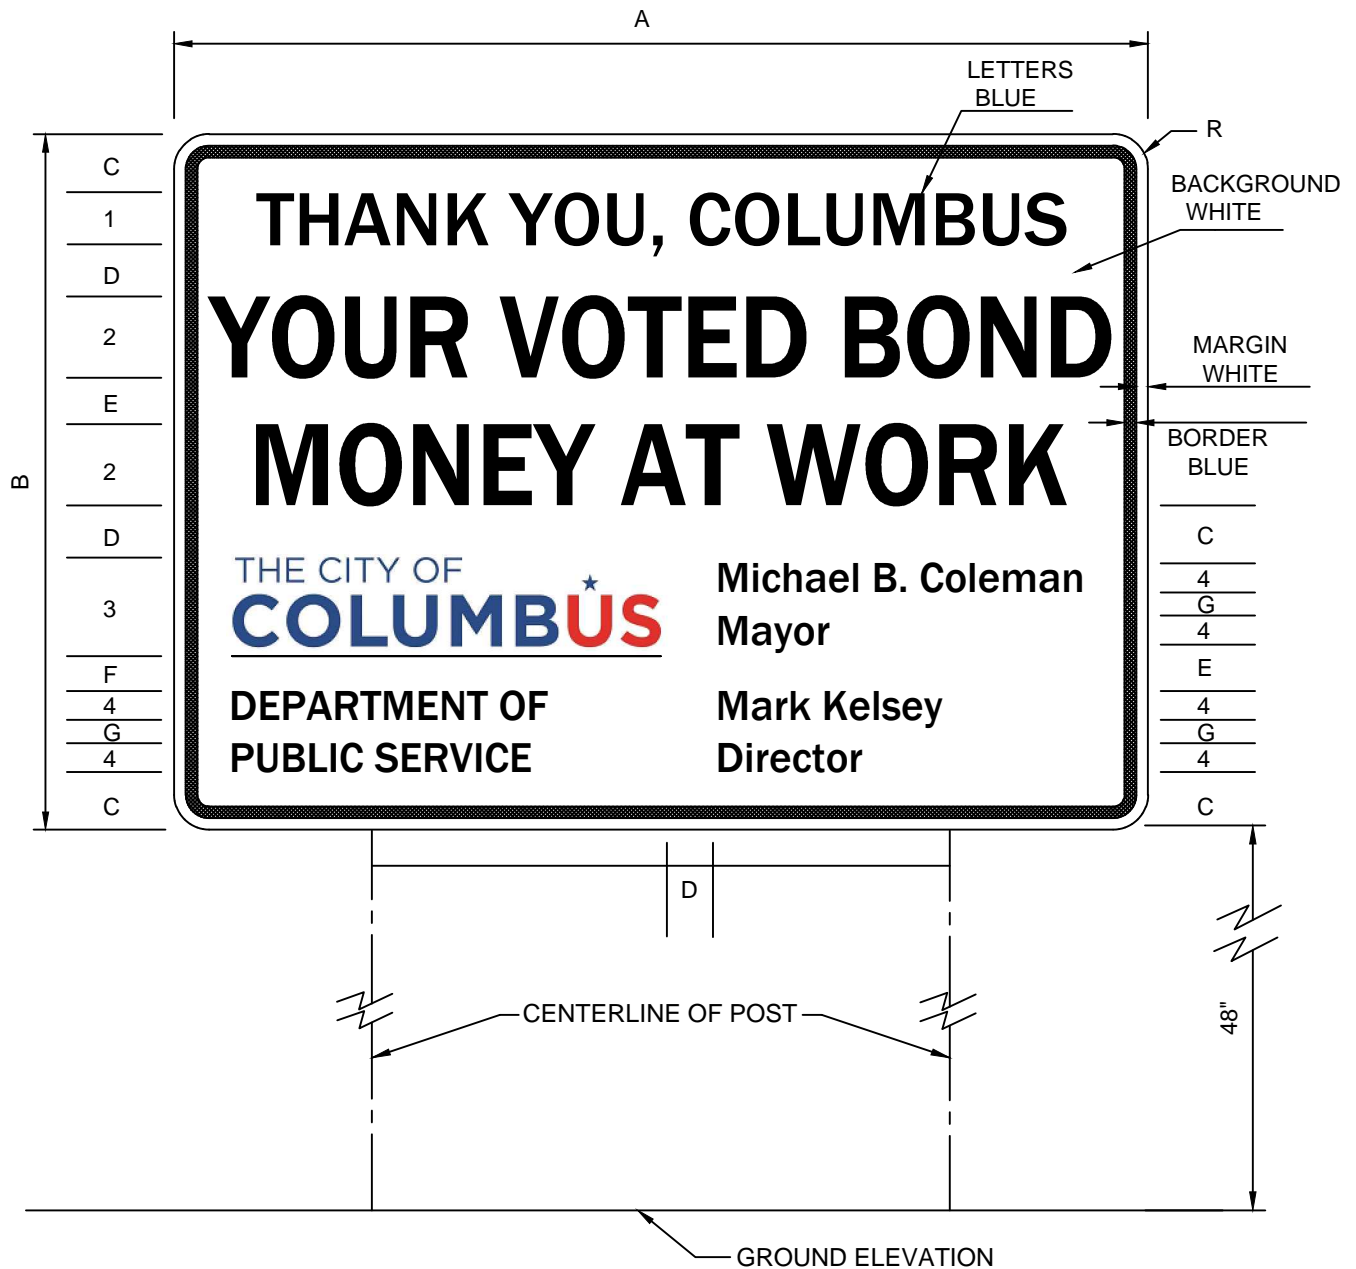 A
LETTERS
BLUE
R
BACKGROUND
WHITE
C
1
D
2
E
2
D
3
F
4
G
4
C
B
THANK YOU, COLUMBUS
YOUR VOTED BOND
MONEY AT WORK
THE CITY OF
COLUMBUS
DEPARTMENT OF
PUBLIC SERVICE
Michael B. Coleman
Mayor
Mark Kelsey
Director
MARGIN
WHITE
BORDER
BLUE
C
4
G
4
E
4
G
4
C
D
CENTERLINE OF POST
48"
GROUND ELEVATION